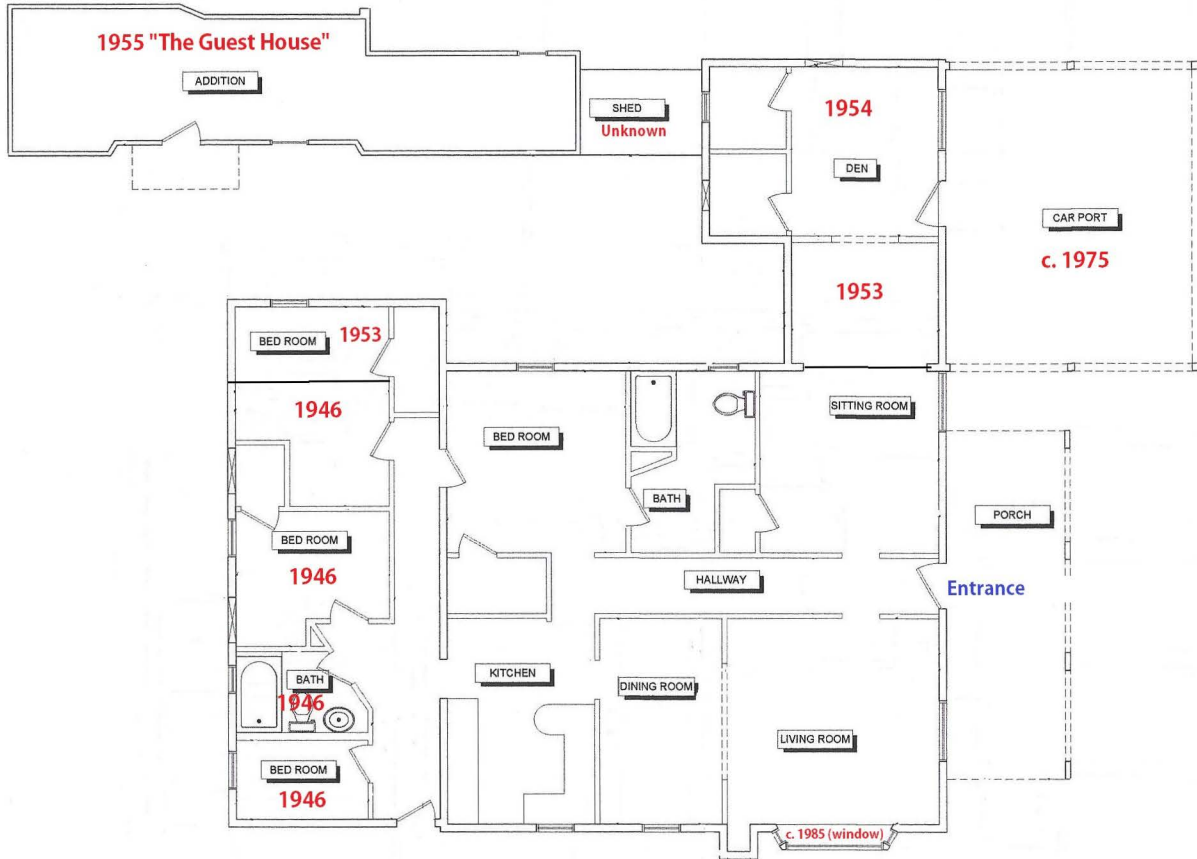 1955 "The Guest House"
ADDITION
SHED
Unknown
1954
DEN
CAR PORT
c. 1975
1953
BED ROOM
1953
1946
SITTING ROOM
BED ROOM
BATH
PORCH
BED ROOM
1946
HALLWAY
Entrance
KITCHEN
BATH
1946
DINING ROOM
LIVING ROOM
BED ROOM
1946
c. 1985 (window)